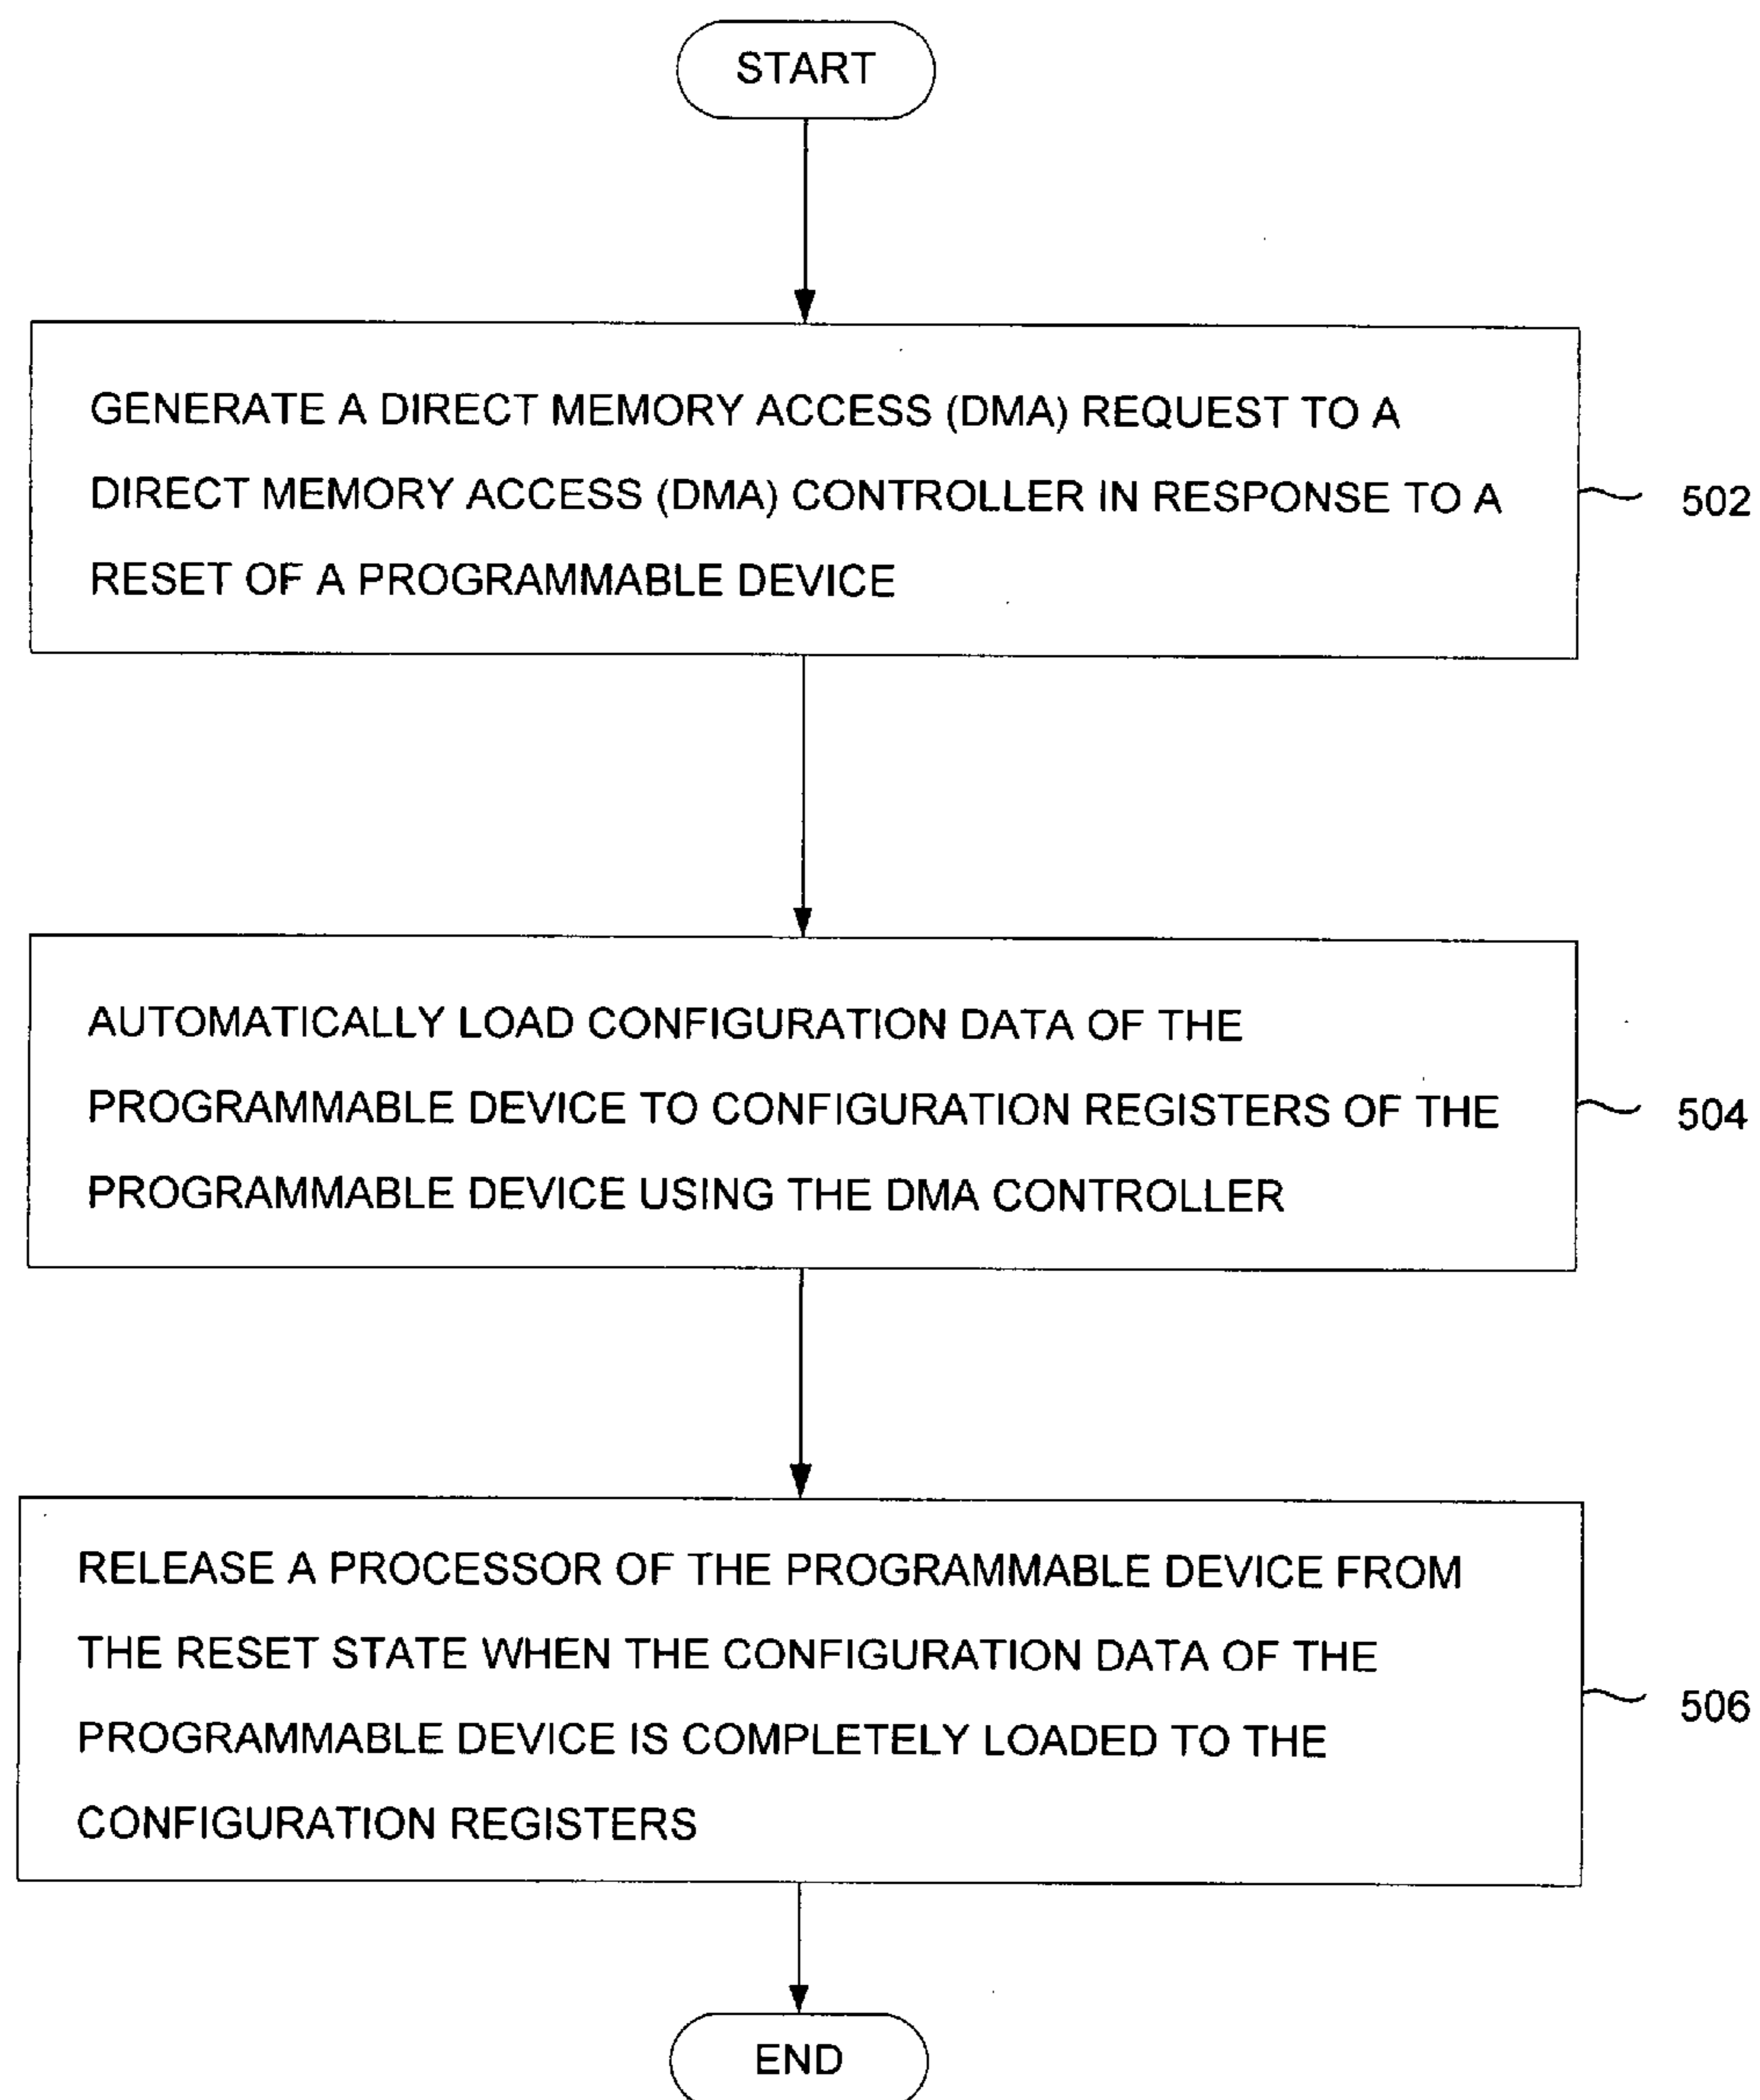 START
GENERATE A DIRECT MEMORY ACCESS (DMA) REQUEST TO A
DIRECT MEMORY ACCESS (DMA) CONTROLLER IN RESPONSE TO A
RESET OF A PROGRAMMABLE DEVICE
502
AUTOMATICALLY LOAD CONFIGURATION DATA OF THE
PROGRAMMABLE DEVICE TO CONFIGURATION REGISTERS OF THE
PROGRAMMABLE DEVICE USING THE DMA CONTROLLER
504
RELEASE A PROCESSOR OF THE PROGRAMMABLE DEVICE FROM
THE RESET STATE WHEN THE CONFIGURATION DATA OF THE
PROGRAMMABLE DEVICE IS COMPLETELY LOADED TO THE
CONFIGURATION REGISTERS
506
END